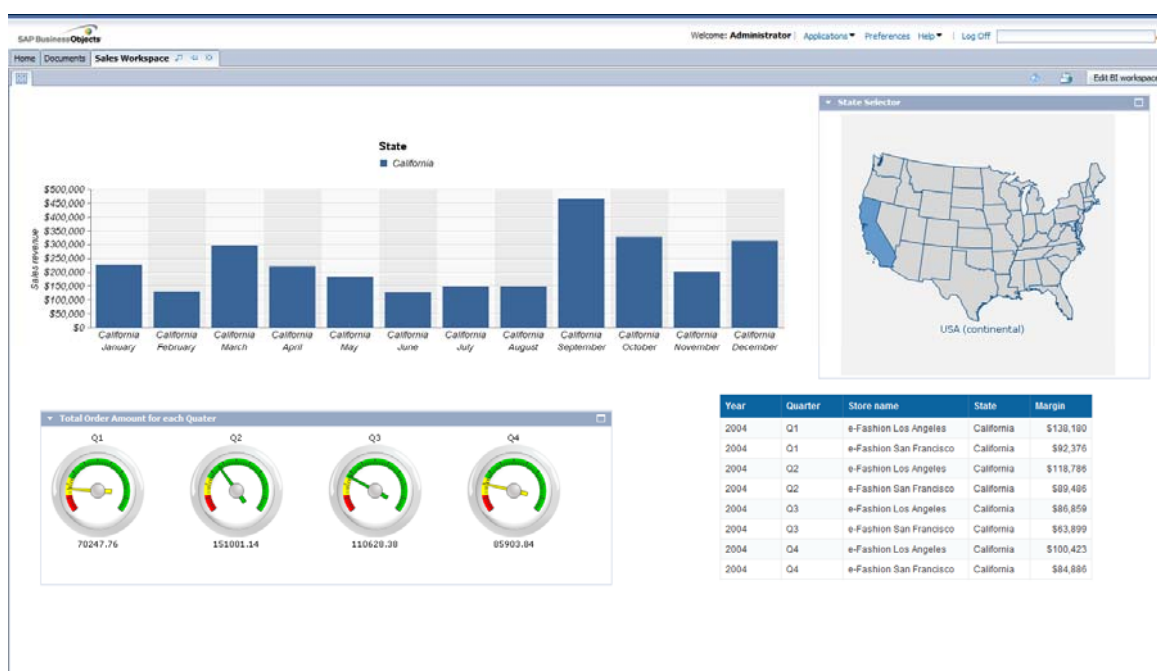 SAP BusinessObjects
Welcome: Administrator | Applications Preferences Help | Log Off
Home Documents Sales Workspace
Edit BI workspace
State Selector
USA (continental)
State
California
Sales revenue
$500,000
$450,000
$400,000
$350,000
$300,000
$250,000
$200,000
$150,000
$100,000
$50,000
$0
California California California California California California California California California California California California
January February March April May June July August September October November December
Total Order Amount for each Quater
Q1 Q2 Q3 Q4
70247.76 151001.14 110628.38 85903.84
Year Quarter Store name State Margin
2004 Q1 e-Fashion Los Angeles California $138,180
2004 Q1 e-Fashion San Francisco California $92,376
2004 Q2 e-Fashion Los Angeles California $118,786
2004 Q2 e-Fashion San Francisco California $89,486
2004 Q3 e-Fashion Los Angeles California $86,859
2004 Q3 e-Fashion San Francisco California $63,899
2004 Q4 e-Fashion Los Angeles California $100,423
2004 Q4 e-Fashion San Francisco California $84,886